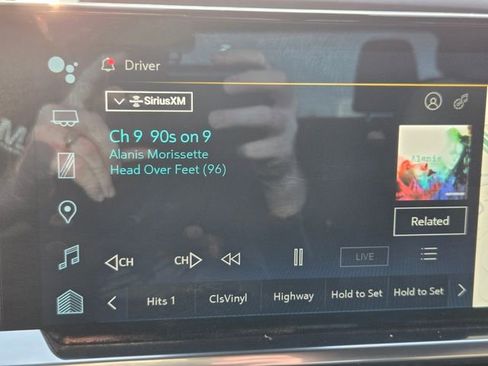 Driver
SiriusXM
Ch 9 90s on 9
Alanis Morissette
Head Over Feet (96)
Alanis
Related
CH
CH
LIVE
Hits 1
ClsVinyl
Highway
Hold to Set
Hold to Set